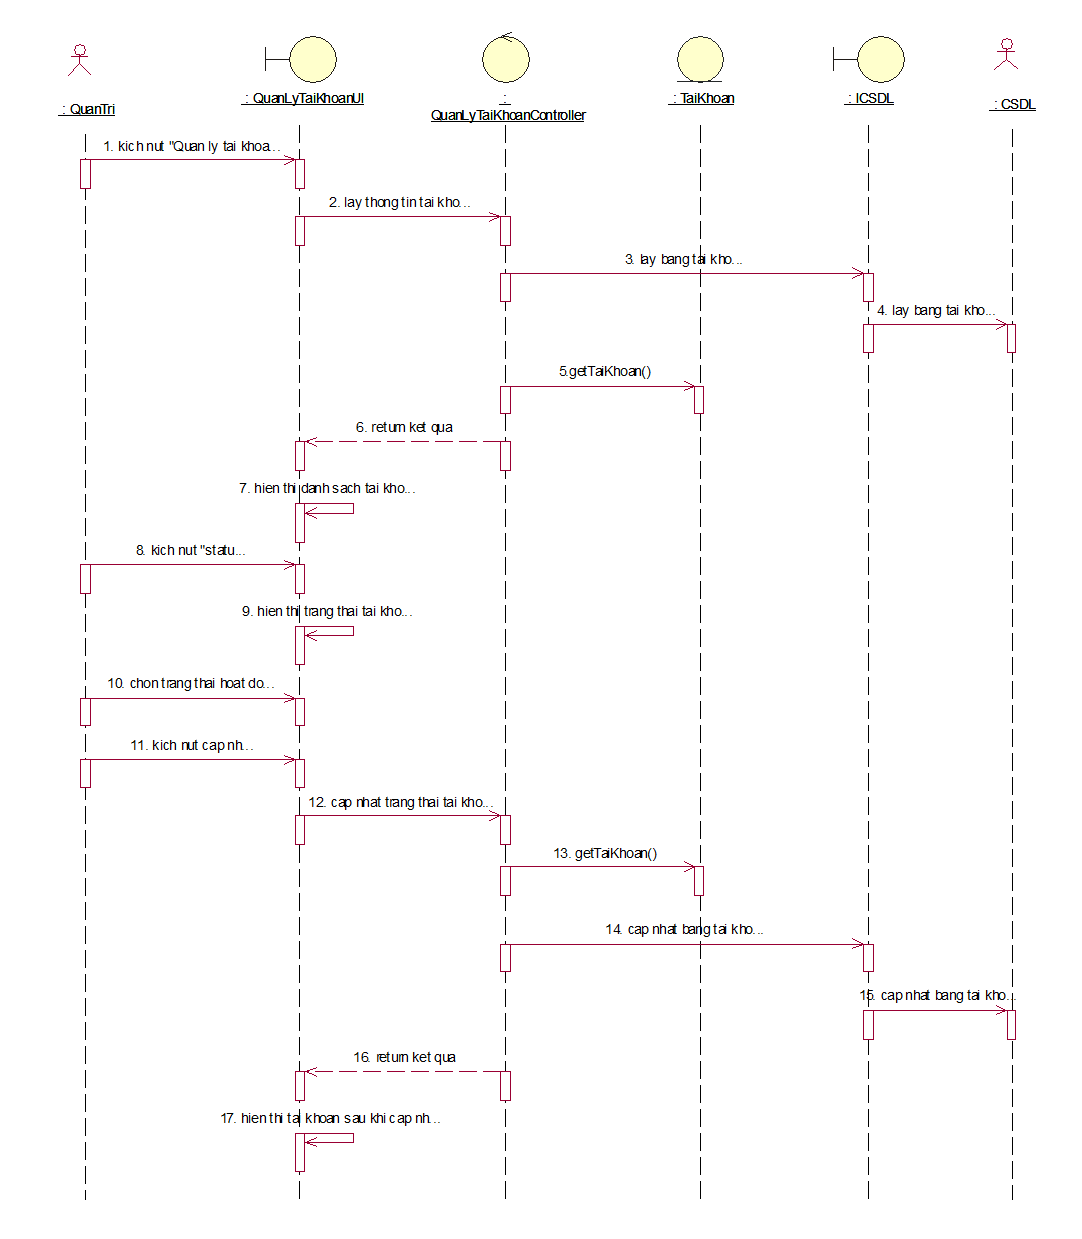 : QuanTri
: QuanLyTaiKhoanUI
:
QuanLyTaiKhoanController
: TaiKhoan
: ICSDL
: CSDL
1. kich nut "Quan ly tai khoa...
2. lay thong tin tai kho...
3. lay bang tai kho...
4. lay bang tai kho...
5.getTaiKhoan()
6. return ket qua
7. hien thi danh sach tai kho...
8. kich nut "statu...
9. hien thi trang thai tai kho...
10. chon trang thai hoat do...
11. kich nut cap nh...
12. cap nhat trang thai tai kho...
13. getTaiKhoan()
14. cap nhat bang tai kho...
15. cap nhat bang tai kho...
16. return ket qua
17. hien thi tai khoan sau khi cap nh...